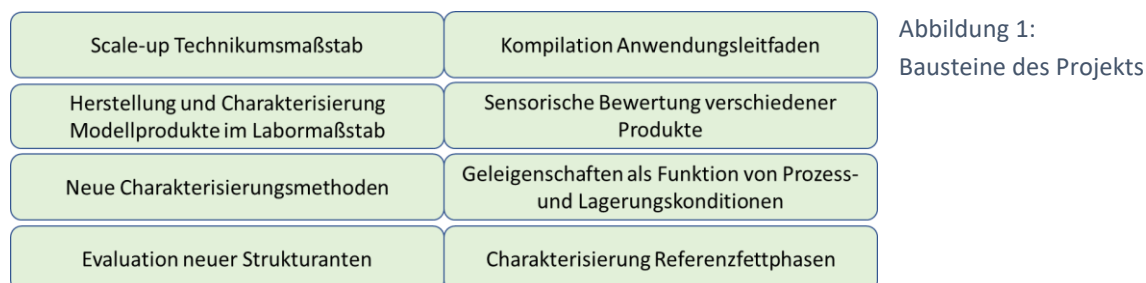 Scale-up Technikumsmaßstab
Kompilation Anwendungsleitfaden
Herstellung und Charakterisierung
Modellprodukte im Labormaßstab
Sensorische Bewertung verschiedener
Produkte
Neue Charakterisierungsmethoden
Geleigenschaften als Funktion von Prozess-
und Lagerungskonditionen
Evaluation neuer Strukturanten
Charakterisierung Referenzfettphasen
Abbildung 1:
Bausteine des Projekts